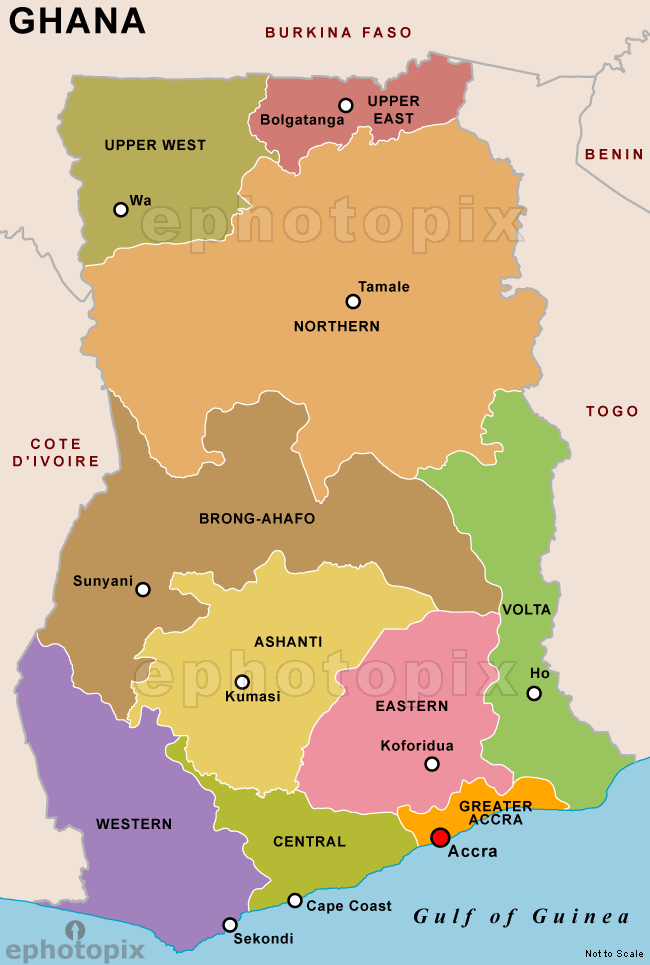 GHANA
BURKINA FASO
UPPER
EAST
Bolgatanga
UPPER WEST
BENIN
Wa
ephotopix
Tamale
NORTHERN
TOGO
COTE
D'IVOIRE
BRONG-AHAFO
Sunyani
VOLTA
ASHANTI
ephotopix
Ho
Kumasi
EASTERN
Koforidua
GREATER
ACCRA
WESTERN
CENTRAL
Accra
Cape Coast
Gulf of Guinea
Sekondi
ephotopix
Not to Scale